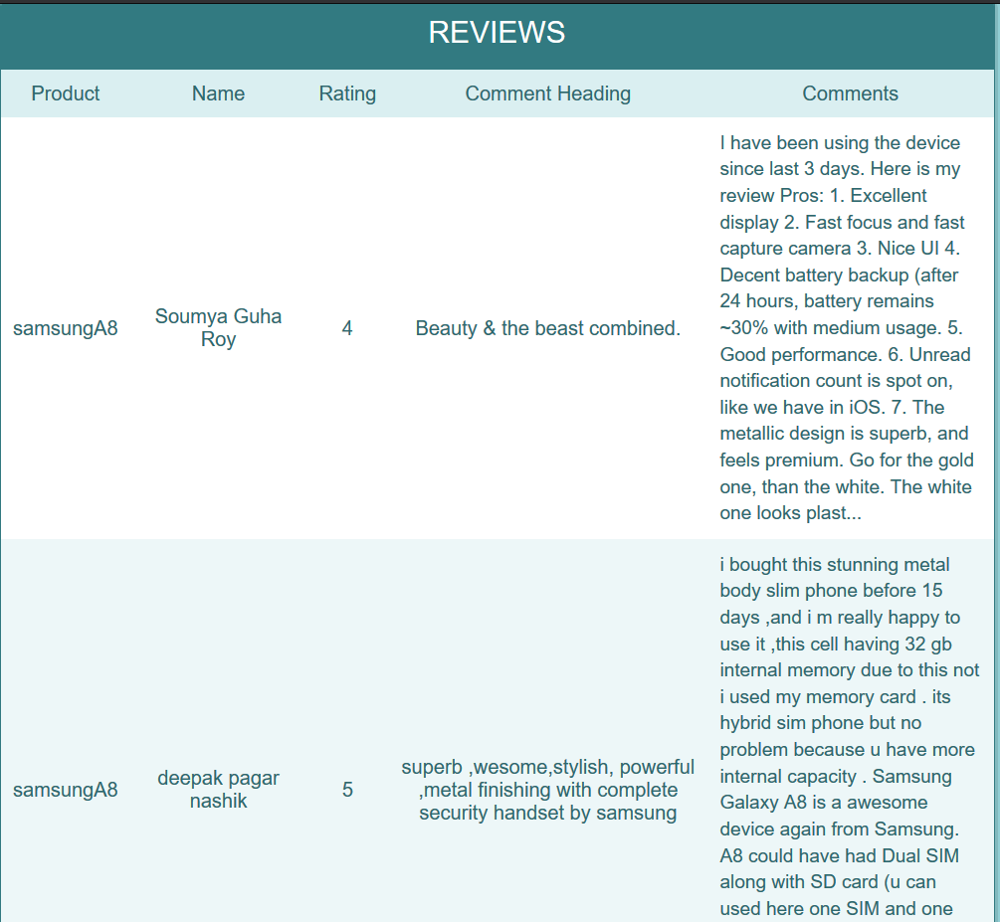 REVIEWS
Product Name Rating Comment Heading Comments
samsungA8
Soumya Guha
Roy
4
Beauty & the beast combined.
I have been using the device
since last 3 days. Here is my
review Pros: 1. Excellent
display 2. Fast focus and fast
capture camera 3. Nice UI 4.
Decent battery backup (after
24 hours, battery remains
~30% with medium usage. 5.
Good performance. 6. Unread
notification count is spot on,
like we have in iOS. 7. The
metallic design is superb, and
feels premium. Go for the gold
one, than the white. The white
one looks plast...
samsungA8
deepak pagar
nashik
5
superb ,wesome,stylish, powerful
,metal finishing with complete
security handset by samsung
i bought this stunning metal
body slim phone before 15
days ,and i m really happy to
use it ,this cell having 32 gb
internal memory due to this not
i used my memory card . its
hybrid sim phone but no
problem because u have more
internal capacity . Samsung
Galaxy A8 is a awesome
device again from Samsung.
A8 could have had Dual SIM
along with SD card (u can
used here one SIM and one